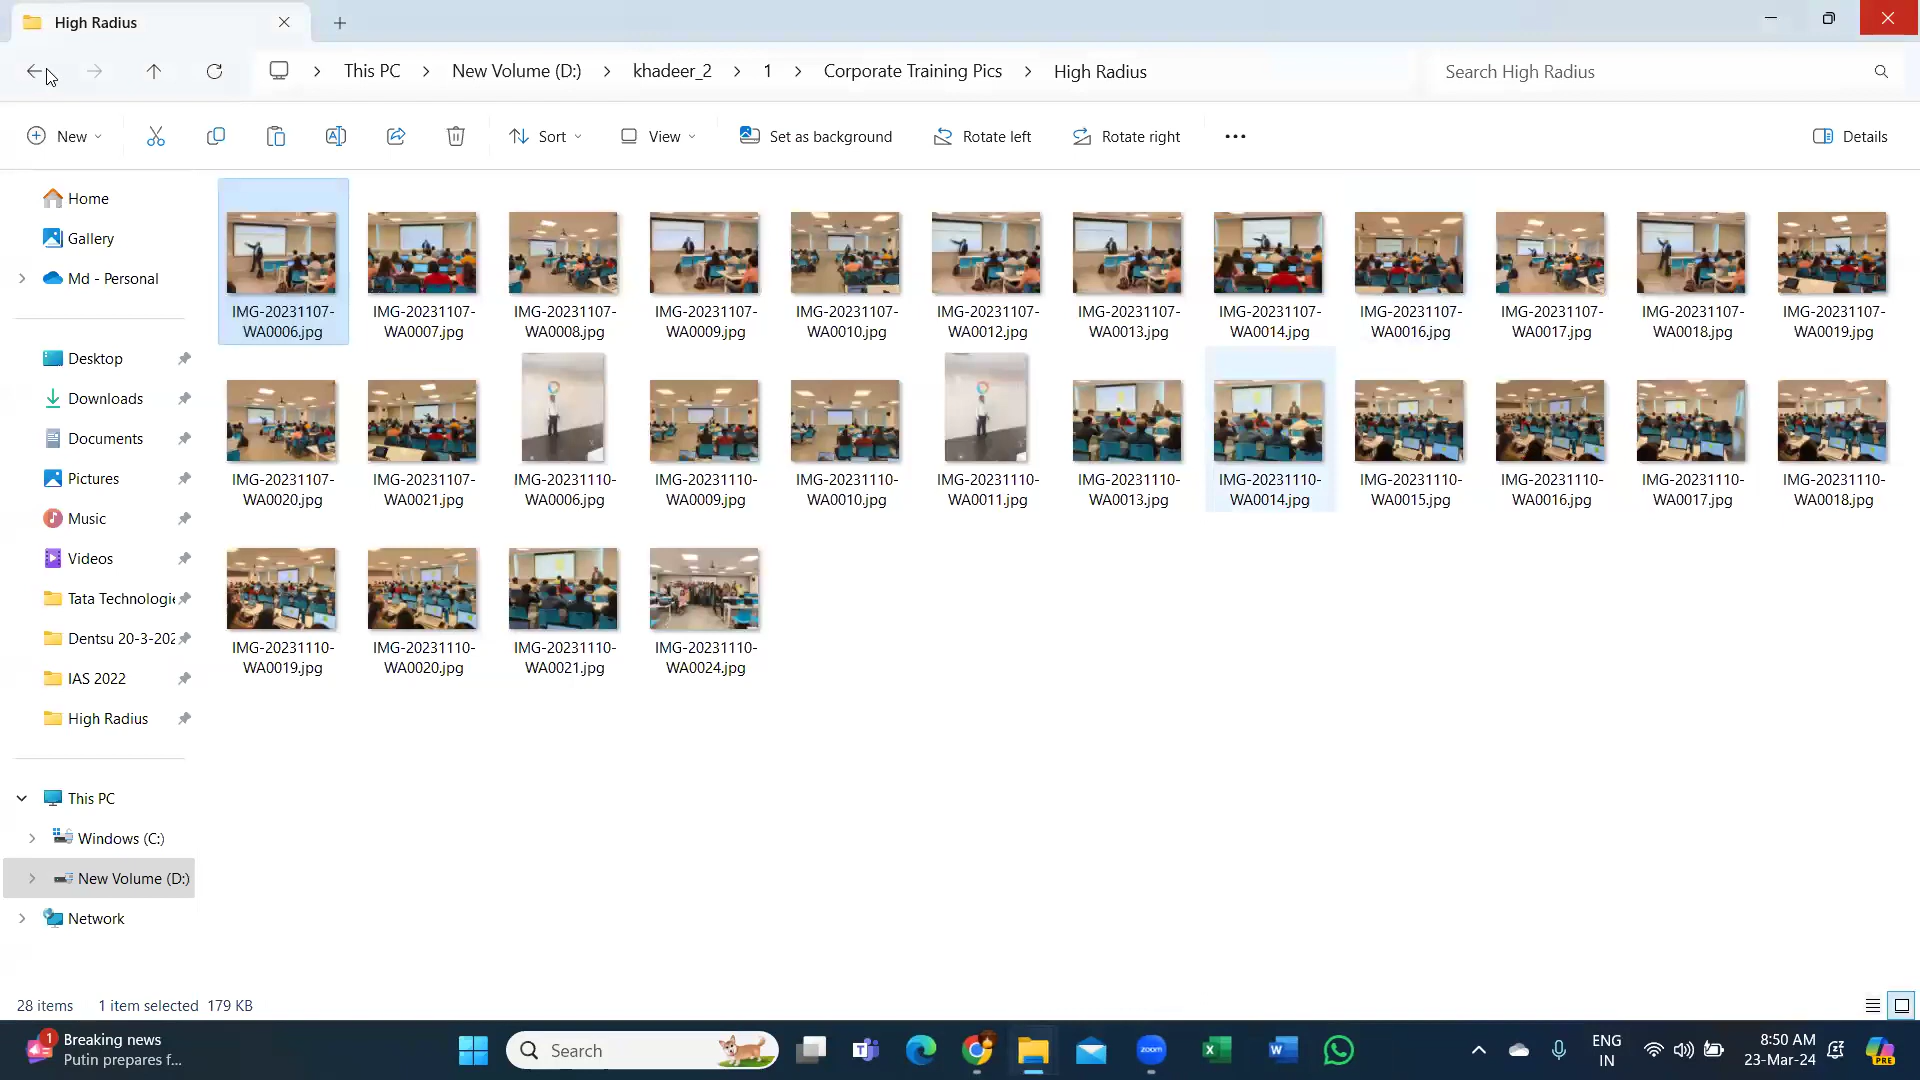 High Radius
This PC
New Volume (D:)
khadeer_2
1
Corporate Training Pics
High Radius
Search High Radius
New
Sort
View
Set as background
Rotate left
Rotate right
Details
Home
Gallery
Md - Personal
Desktop
Downloads
Documents
Pictures
Music
Videos
Tata Technologie
Dentsu 20-3-202
IAS 2022
High Radius
This PC
Windows (C:)
New Volume (D:)
Network
IMG-20231107-
WA0006.jpg
IMG-20231107-
WA0007.jpg
IMG-20231107-
WA0008.jpg
IMG-20231107-
WA0009.jpg
IMG-20231107-
WA0010.jpg
IMG-20231107-
WA0012.jpg
IMG-20231107-
WA0013.jpg
IMG-20231107-
WA0014.jpg
IMG-20231107-
WA0016.jpg
IMG-20231107-
WA0017.jpg
IMG-20231107-
WA0018.jpg
IMG-20231107-
WA0019.jpg
IMG-20231107-
WA0020.jpg
IMG-20231107-
WA0021.jpg
IMG-20231110-
WA0006.jpg
IMG-20231110-
WA0009.jpg
IMG-20231110-
WA0010.jpg
IMG-20231110-
WA0011.jpg
IMG-20231110-
WA0013.jpg
IMG-20231110-
WA0014.jpg
IMG-20231110-
WA0015.jpg
IMG-20231110-
WA0016.jpg
IMG-20231110-
WA0017.jpg
IMG-20231110-
WA0018.jpg
IMG-20231110-
WA0019.jpg
IMG-20231110-
WA0020.jpg
IMG-20231110-
WA0021.jpg
IMG-20231110-
WA0024.jpg
28 items
1 item selected 179 KB
1
Breaking news
Putin prepares f...
Search
zoom
ENG
IN
8:50 AM
23-Mar-24
PRE